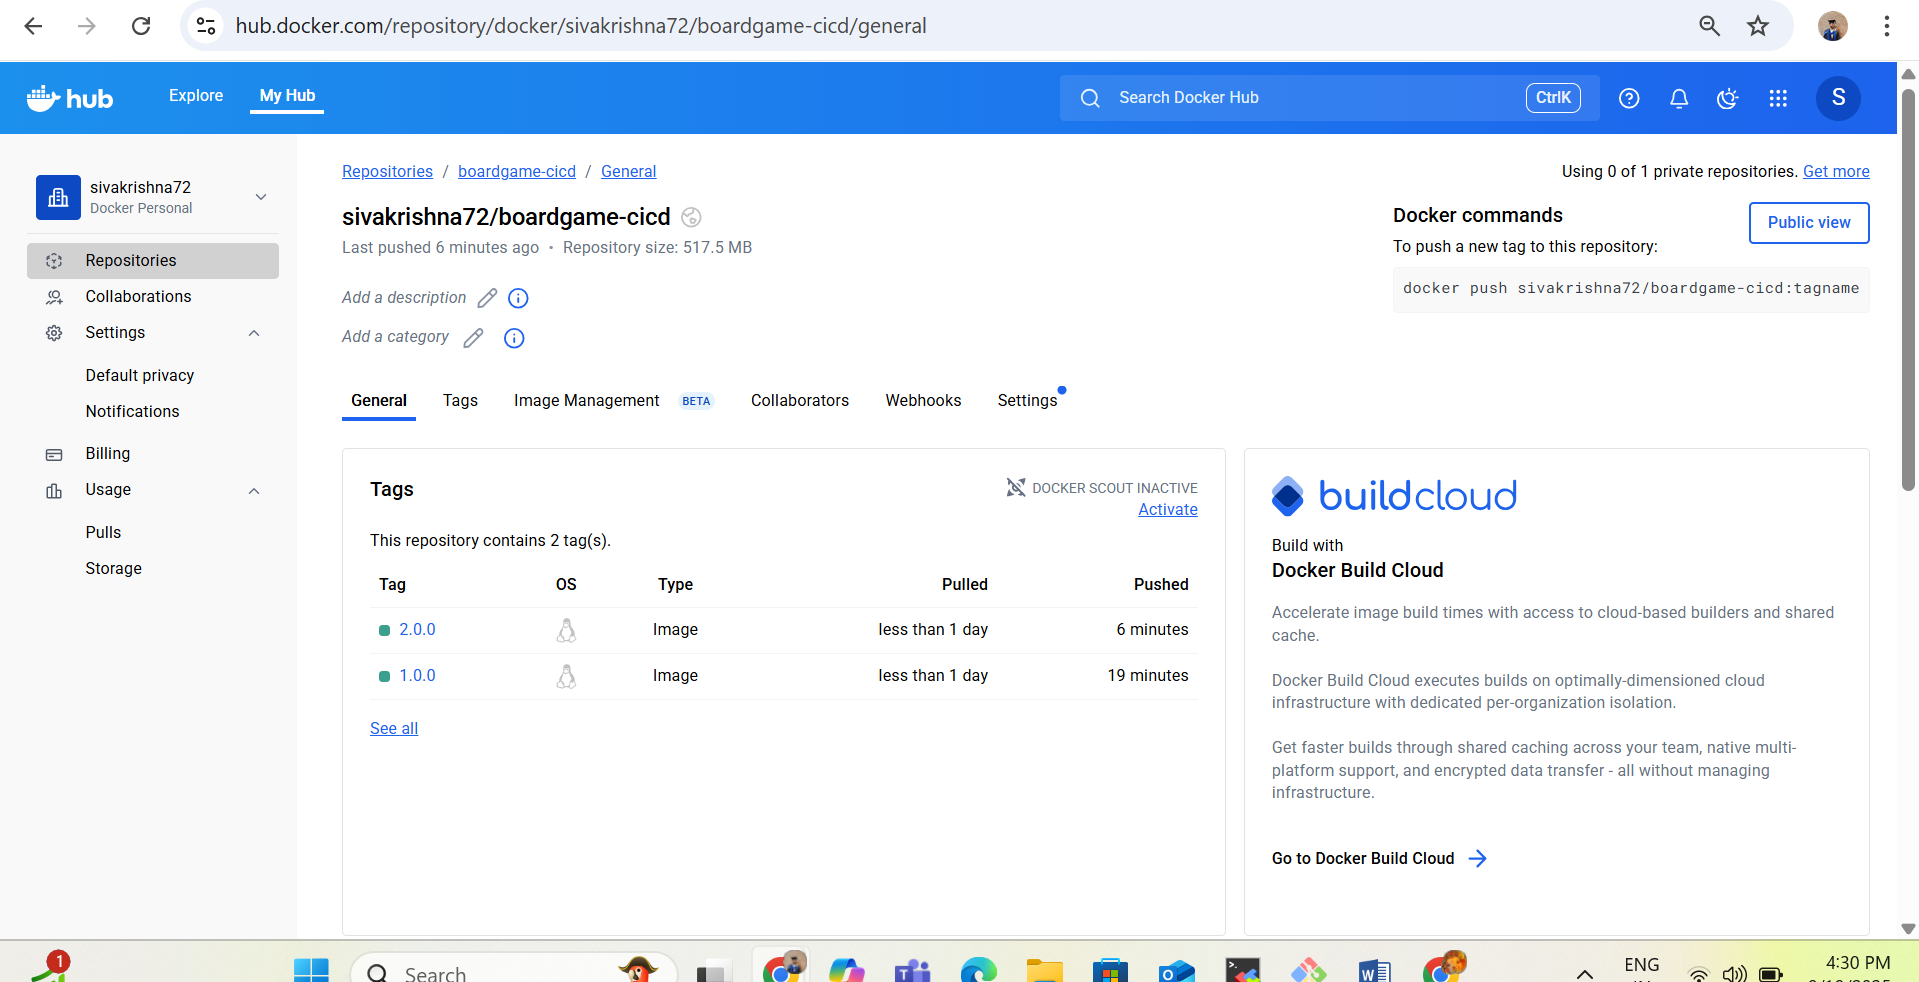 hub.docker.com/repository/docker/sivakrishna72/boardgame-cicd/general
hub
Explore
My Hub
Search Docker Hub
CtrlK
S
sivakrishna72
Docker Personal
Repositories
Collaborations
Settings
Default privacy
Notifications
Billing
Usage
Pulls
Storage
Repositories / boardgame-cicd / General
Using 0 of 1 private repositories. Get more
sivakrishna72/boardgame-cicd
Last pushed 6 minutes ago • Repository size: 517.5 MB
Add a description
Add a category
Docker commands
Public view
To push a new tag to this repository:
docker push sivakrishna72/boardgame-cicd:tagname
General Tags Image Management BETA Collaborators Webhooks Settings
Tags
DOCKER SCOUT INACTIVE
Activate
This repository contains 2 tag(s).
Tag OS Type Pulled Pushed
2.0.0 Image less than 1 day 6 minutes
1.0.0 Image less than 1 day 19 minutes
See all
buildcloud
Build with
Docker Build Cloud
Accelerate image build times with access to cloud-based builders and shared
cache.
Docker Build Cloud executes builds on optimally-dimensioned cloud
infrastructure with dedicated per-organization isolation.
Get faster builds through shared caching across your team, native multi-
platform support, and encrypted data transfer - all without managing
infrastructure.
Go to Docker Build Cloud
1
Search
ENG
4:30 PM